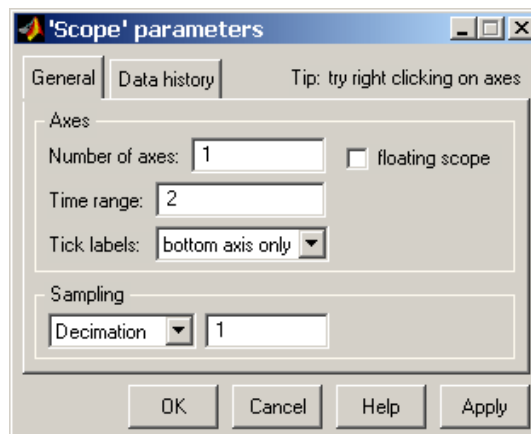 'Scope' parameters
General Data history Tip: try right clicking on axes
Axes
Number of axes: 1 floating scope
Time range: 2
Tick labels: bottom axis only
Sampling
Decimation 1
OK Cancel Help Apply